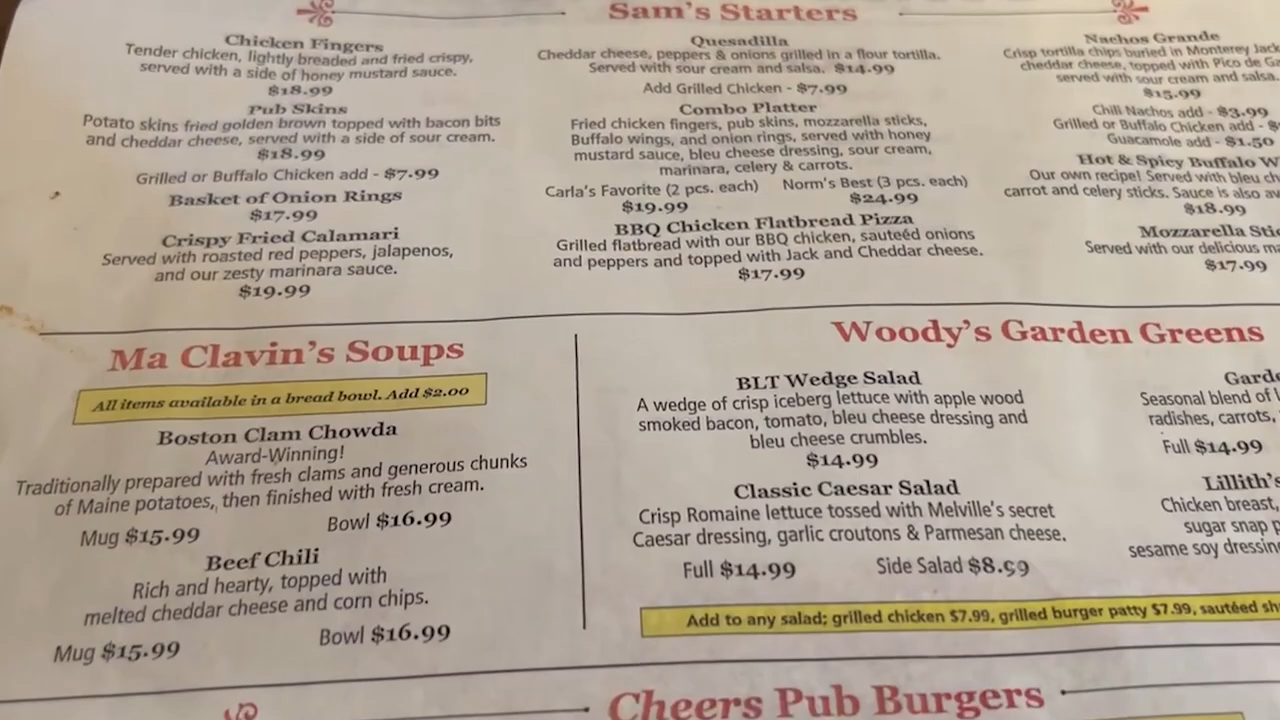 Sam's Starters
Chicken Fingers
Tender chicken, lightly breaded and fried crispy,
served with a side of honey mustard sauce.
$18.99
Pub Skins
Potato skins fried golden brown topped with bacon bits
and cheddar cheese, served with a side of sour cream.
$18.99
Grilled or Buffalo Chicken add - $7.99
Basket of Onion Rings
$17.99
Crispy Fried Calamari
Served with roasted red peppers, jalapenos,
and our zesty marinara sauce.
$19.99
Quesadilla
Cheddar cheese, peppers & onions grilled in a flour tortilla.
Served with sour cream and salsa. $14.99
Add Grilled Chicken - $7.99
Combo Platter
Fried chicken fingers, pub skins, mozzarella sticks,
Buffalo wings, and onion rings, served with honey
mustard sauce, bleu cheese dressing, sour cream,
marinara, celery & carrots.
Carla's Favorite (2 pcs. each) Norm's Best (3 pcs. each)
$19.99 $24.99
BBQ Chicken Flatbread Pizza
Grilled flatbread with our BBQ chicken, sauteéd onions
and peppers and topped with Jack and Cheddar cheese.
$17.99
Nachos Grande
Crisp tortilla chips buried in Monterey Jack
cheddar cheese, topped with Pico de Ga
served with sour cream and salsa.
$15.99
Chili Nachos add - $3.99
Grilled or Buffalo Chicken add - $
Guacamole add - $1.50
Hot & Spicy Buffalo W
Our own recipe! Served with bleu ch
carrot and celery sticks. Sauce is also av
$18.99
Mozzarella Stic
Served with our delicious ma
$17.99
Ma Clavin's Soups
All items available in a bread bowl. Add $2.00
Boston Clam Chowda
Award-Winning!
Traditionally prepared with fresh clams and generous chunks
of Maine potatoes, then finished with fresh cream.
Mug $15.99 Bowl $16.99
Beef Chili
Rich and hearty, topped with
melted cheddar cheese and corn chips.
Mug $15.99 Bowl $16.99
Woody's Garden Greens
BLT Wedge Salad
A wedge of crisp iceberg lettuce with apple wood
smoked bacon, tomato, bleu cheese dressing and
bleu cheese crumbles.
$14.99
Classic Caesar Salad
Crisp Romaine lettuce tossed with Melville's secret
Caesar dressing, garlic croutons & Parmesan cheese.
Full $14.99 Side Salad $8.99
Garde
Seasonal blend of
radishes, carrots,
Full $14.99
Lillith's
Chicken breast,
sugar snap p
sesame soy dressin
Add to any salad; grilled chicken $7.99, grilled burger patty $7.99, sautéed sh
Cheers Pub Burgers